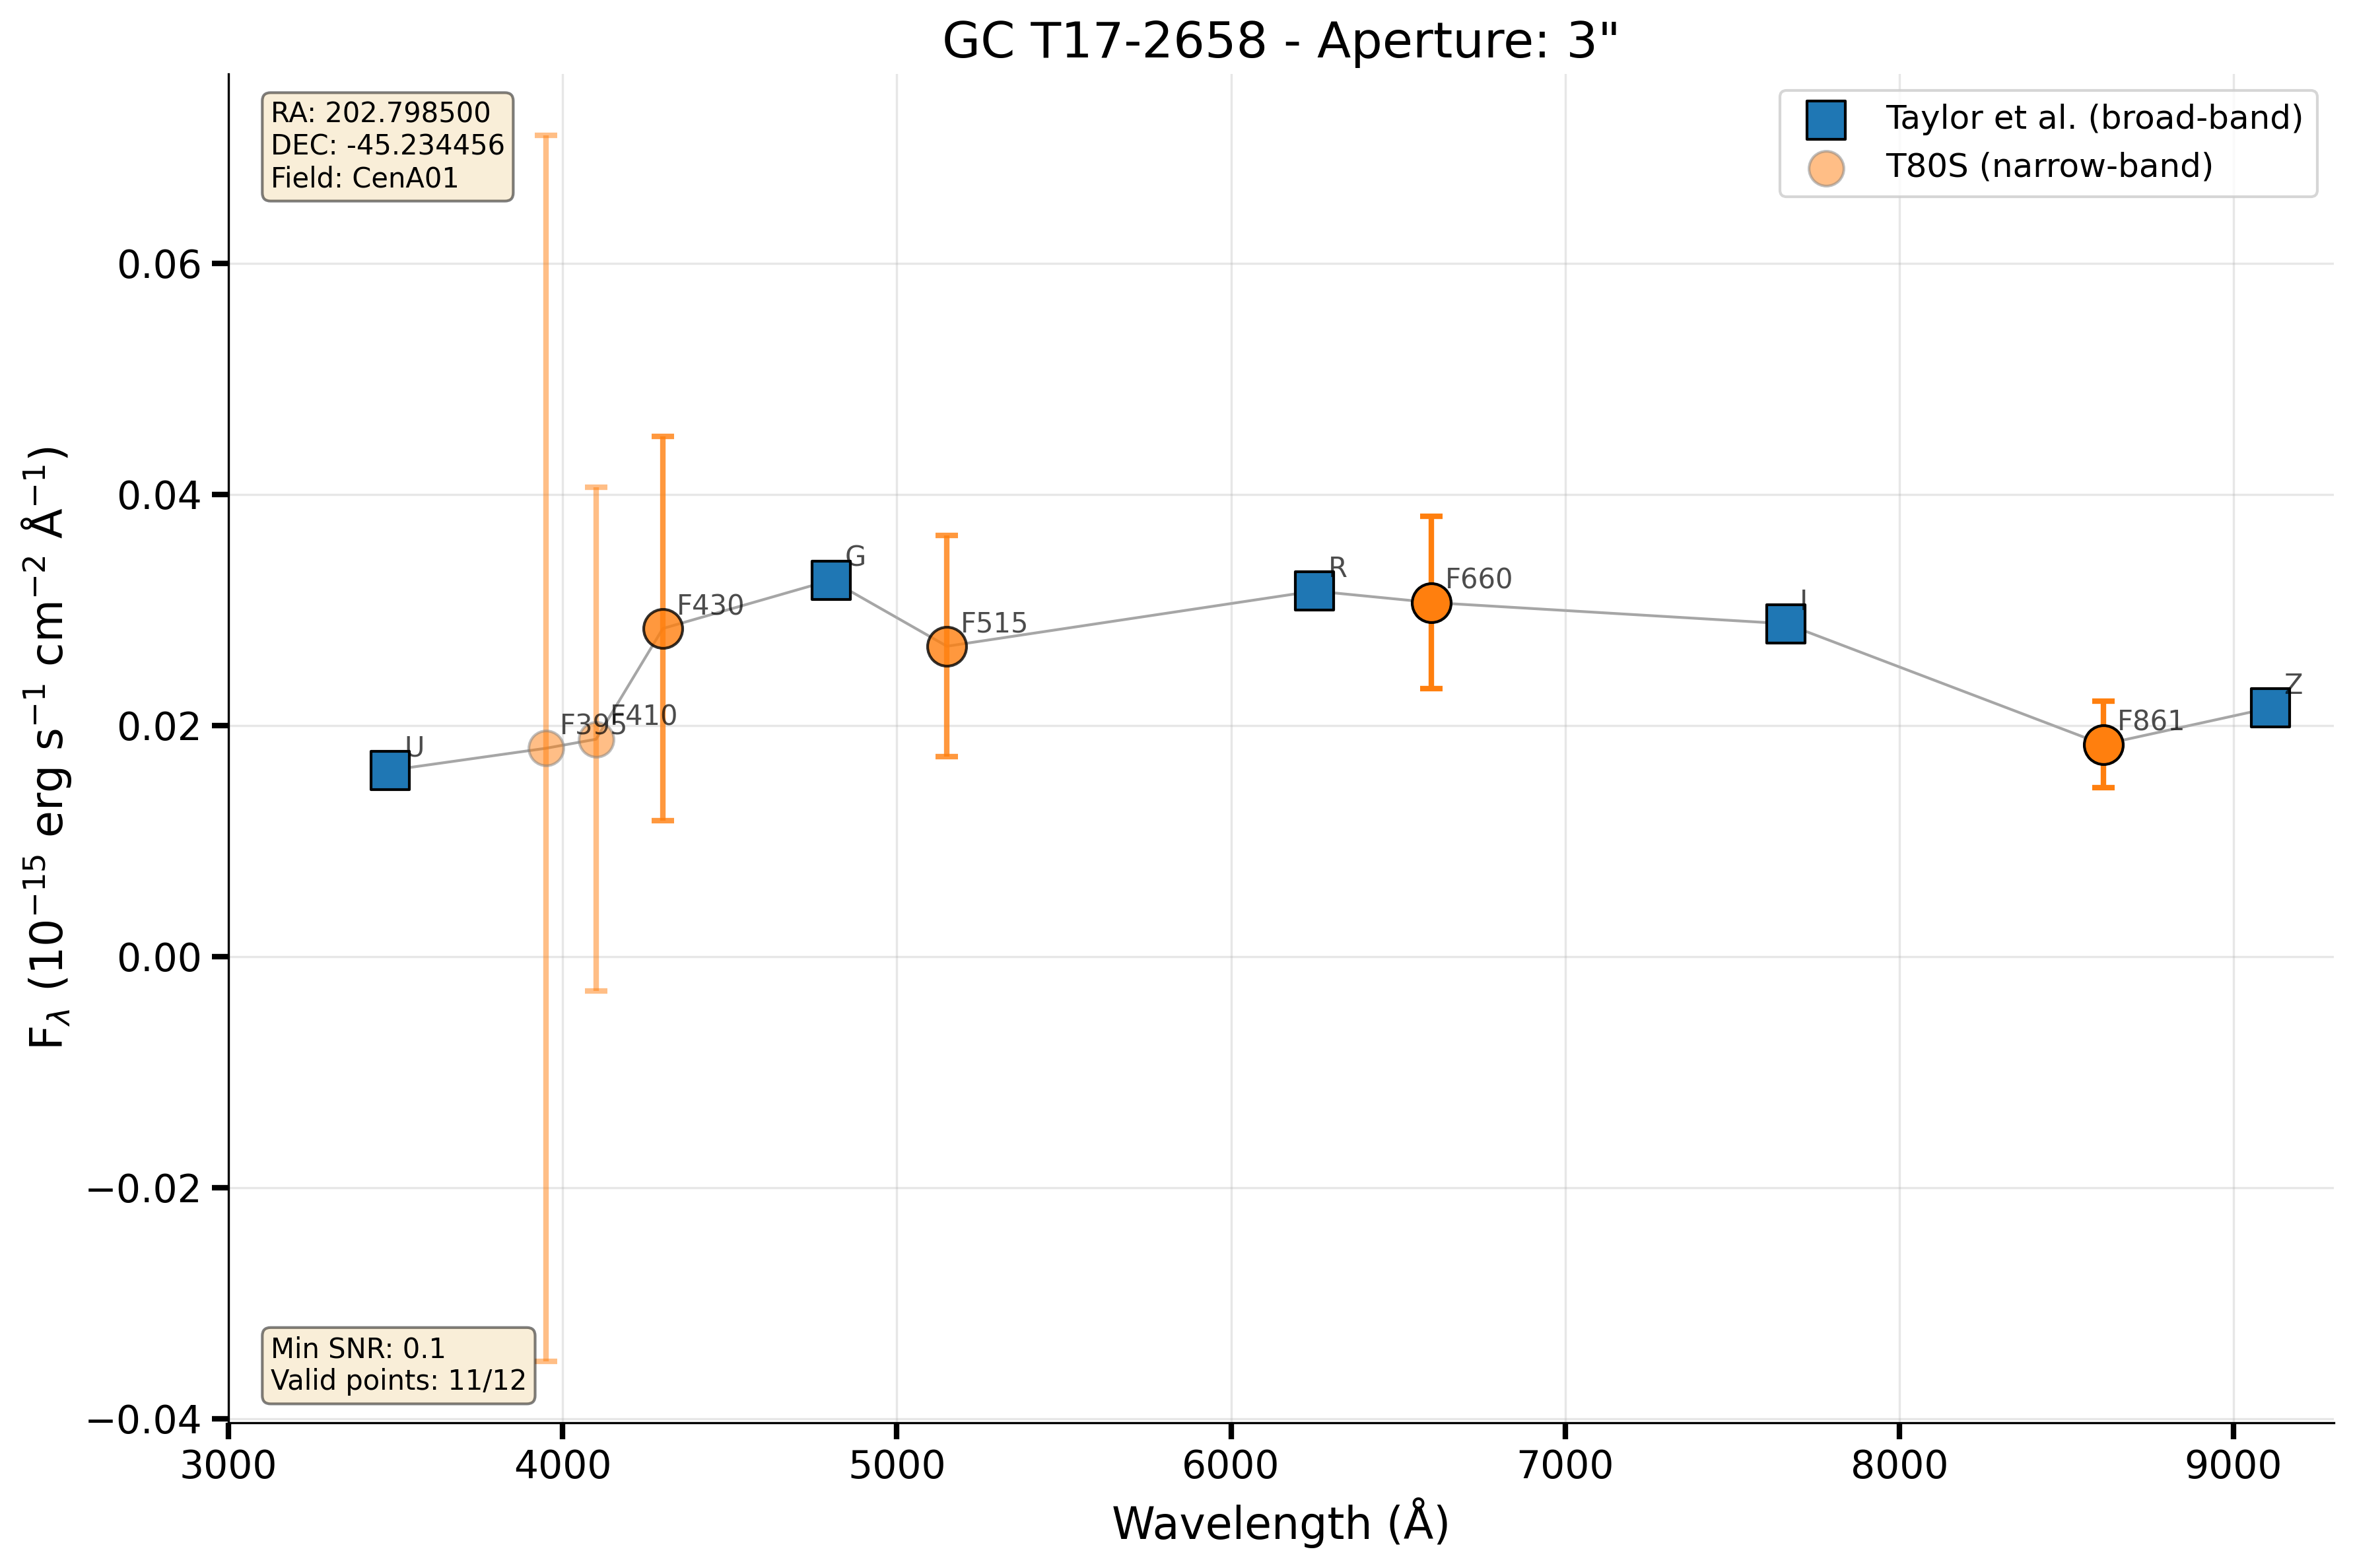 GC T17-2658 - Aperture: 3"
RA: 202.798500
DEC: -45.234456
Field: CenA01
Taylor et al. (broad-band)
T80S (narrow-band)
F_λ (10⁻¹⁵ erg s⁻¹ cm⁻² Å⁻¹)
0.06
0.04
0.02
0.00
−0.02
−0.04
U
F395
F410
F430
G
F515
R
F660
I
F861
Z
Min SNR: 0.1
Valid points: 11/12
3000
4000
5000
6000
7000
8000
9000
Wavelength (Å)